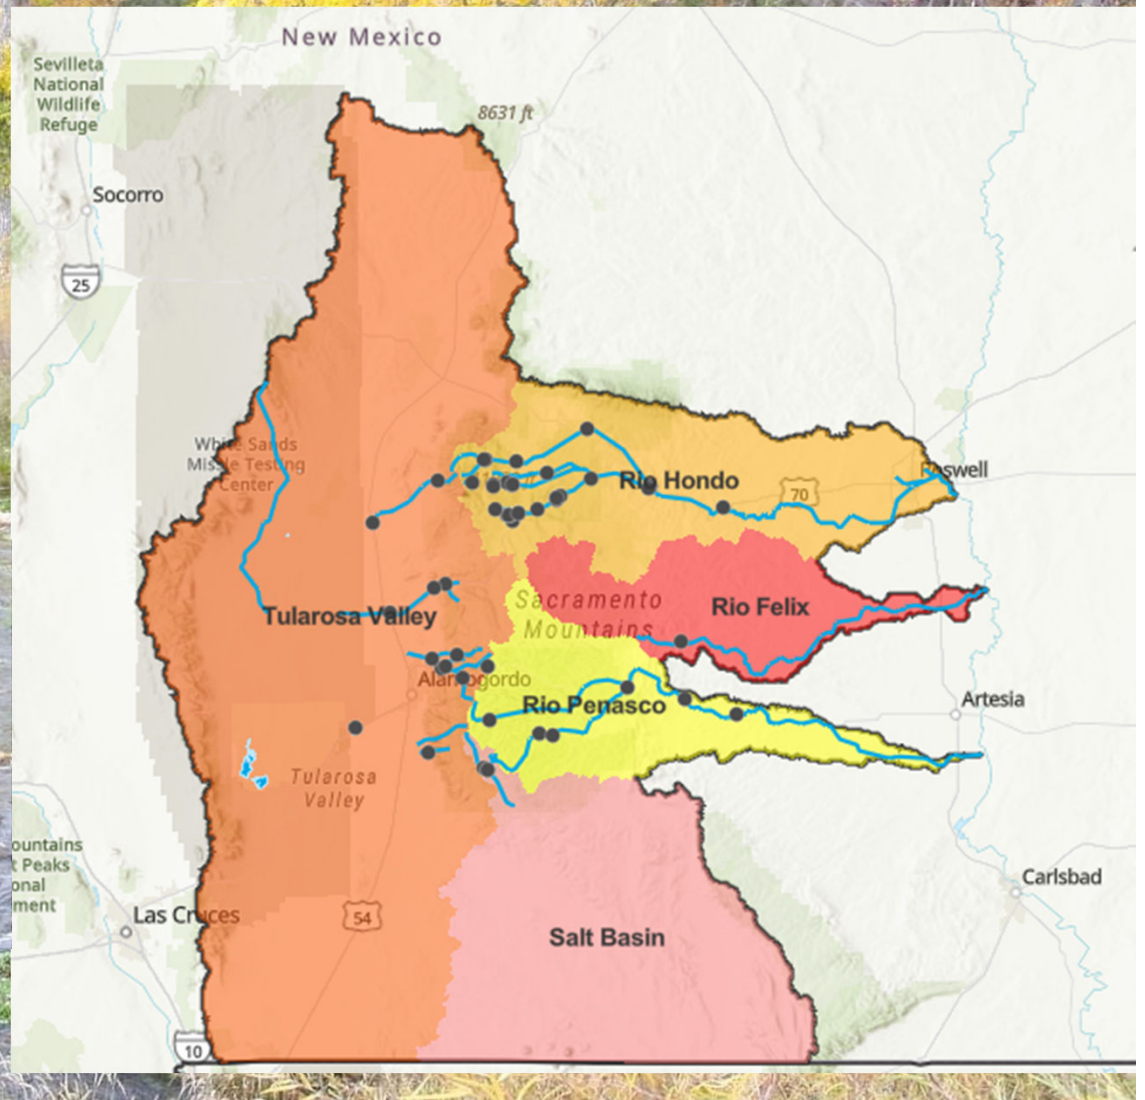 New Mexico
Sevilleta
National
Wildlife
Refuge
8631 ft
Socorro
25
White Sands
Missle Testing
Center
Rio Hondo
70
Roswell
Sacramento
Mountains
Rio Felix
Tularosa Valley
Alamogordo
Rio Penasco
Artesia
Tularosa
Valley
ountains
t Peaks
onal
ment
Carlsbad
Las Cruces
54
Salt Basin
10